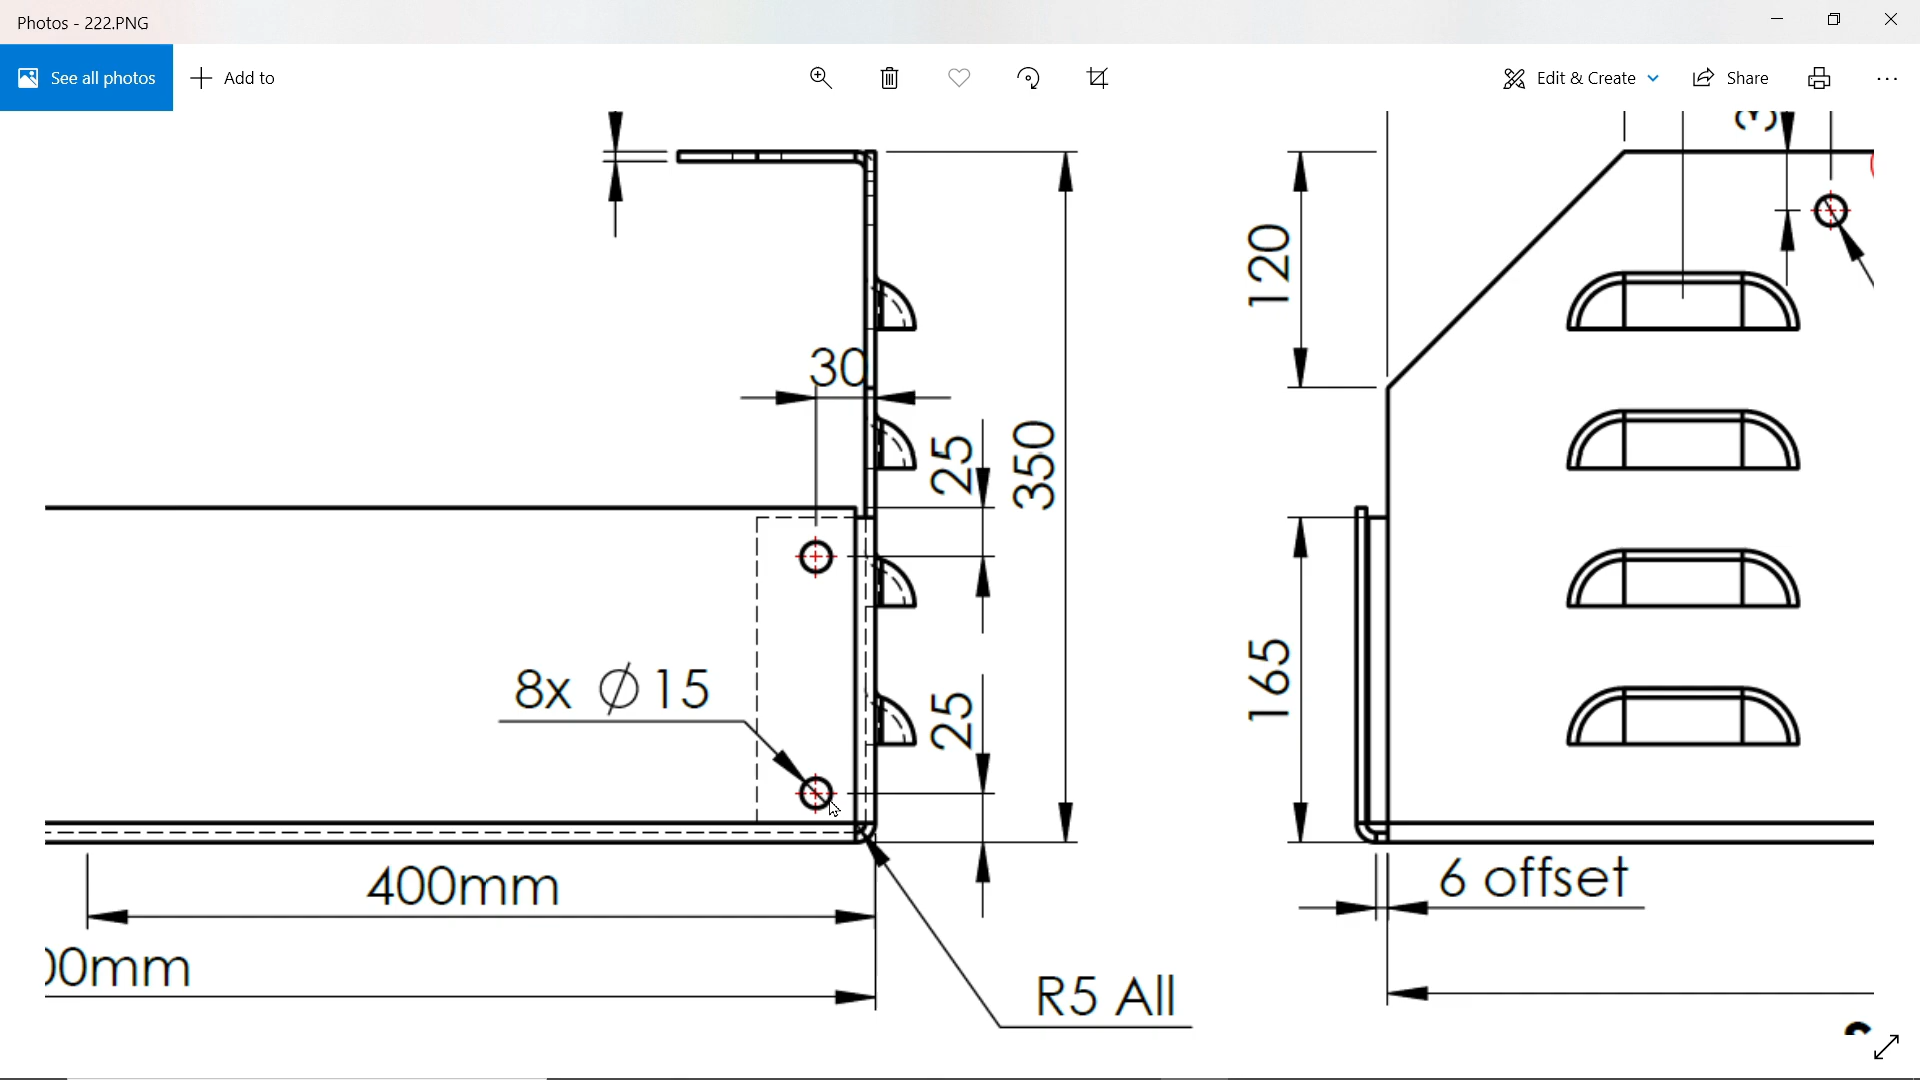 Photos - 222.PNG
See all photos
Add to
Edit & Create
Share
30
25
350
120
8x ∅15
25
165
400mm
6 offset
00mm
R5 All